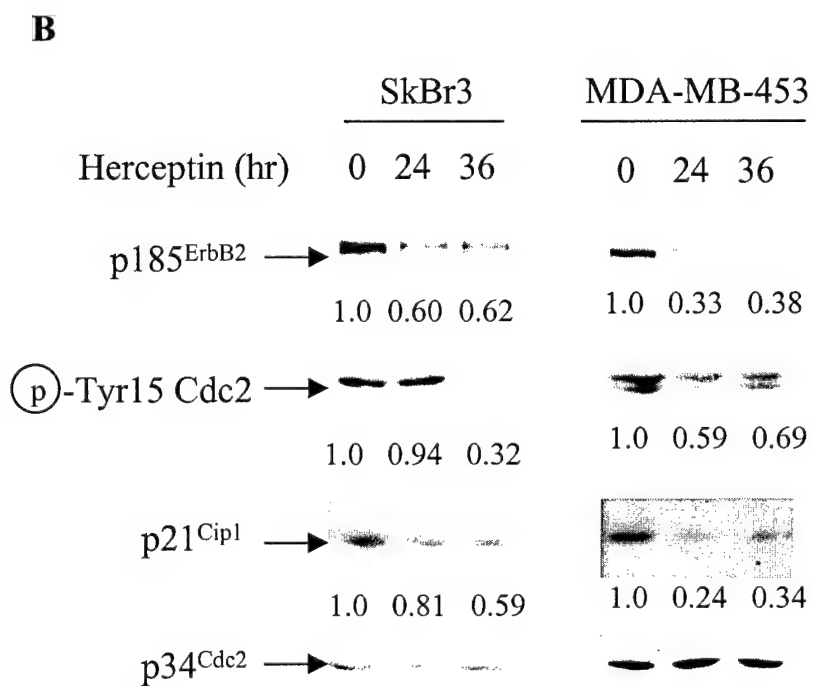 B
SkBr3 MDA-MB-453
Herceptin (hr) 0 24 36 0 24 36
p185ErbB2
1.0 0.60 0.62 1.0 0.33 0.38
p-Tyr15 Cdc2
1.0 0.94 0.32 1.0 0.59 0.69
p21Cip1
1.0 0.81 0.59 1.0 0.24 0.34
p34Cdc2